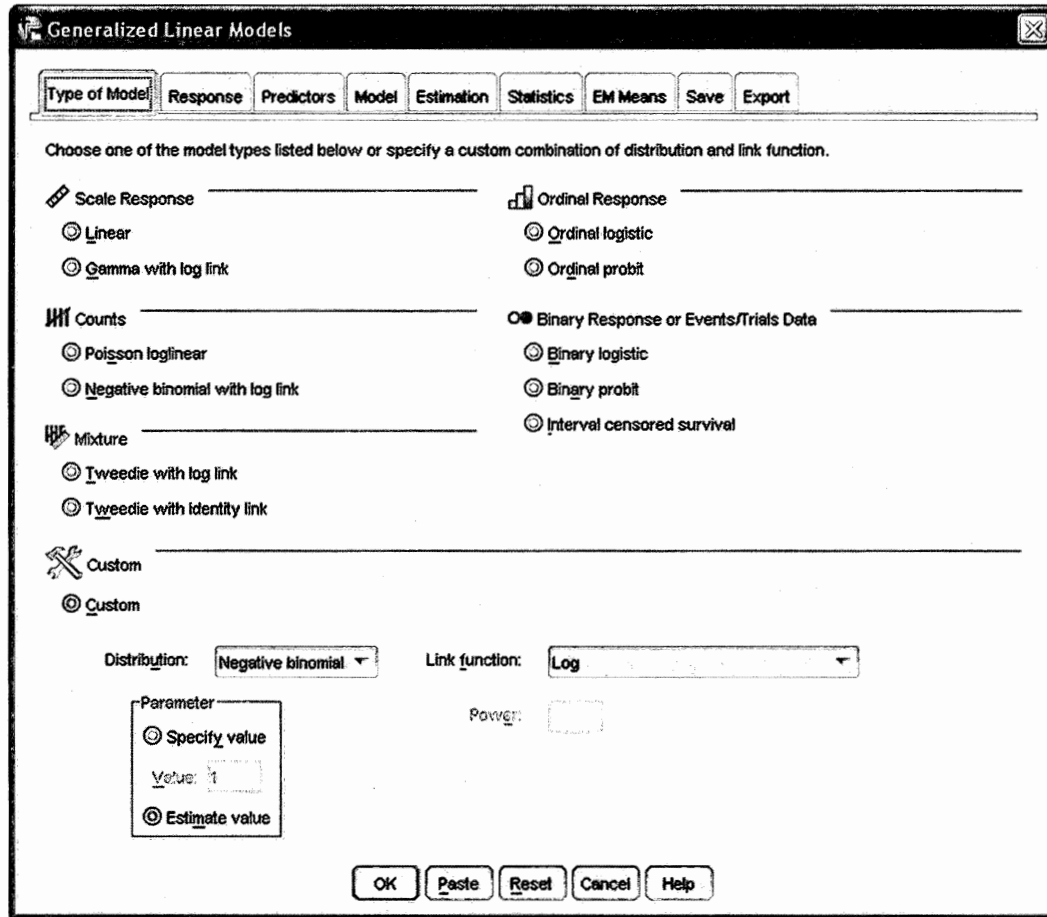 Generalized Linear Models
Type of Model Response Predictors Model Estimation Statistics EM Means Save Export
Choose one of the model types listed below or specify a custom combination of distribution and link function.
Scale Response
Linear
Gamma with log link
Counts
Poisson loglinear
Negative binomial with log link
Mixture
Tweedie with log link
Tweedie with identity link
Ordinal Response
Ordinal logistic
Ordinal probit
Binary Response or Events/Trials Data
Binary logistic
Binary probit
Interval censored survival
Custom
Custom
Distribution: Negative binomial Link function: Log
Parameter
Specify value
Value: 1
Estimate value
Power:
OK Paste Reset Cancel Help